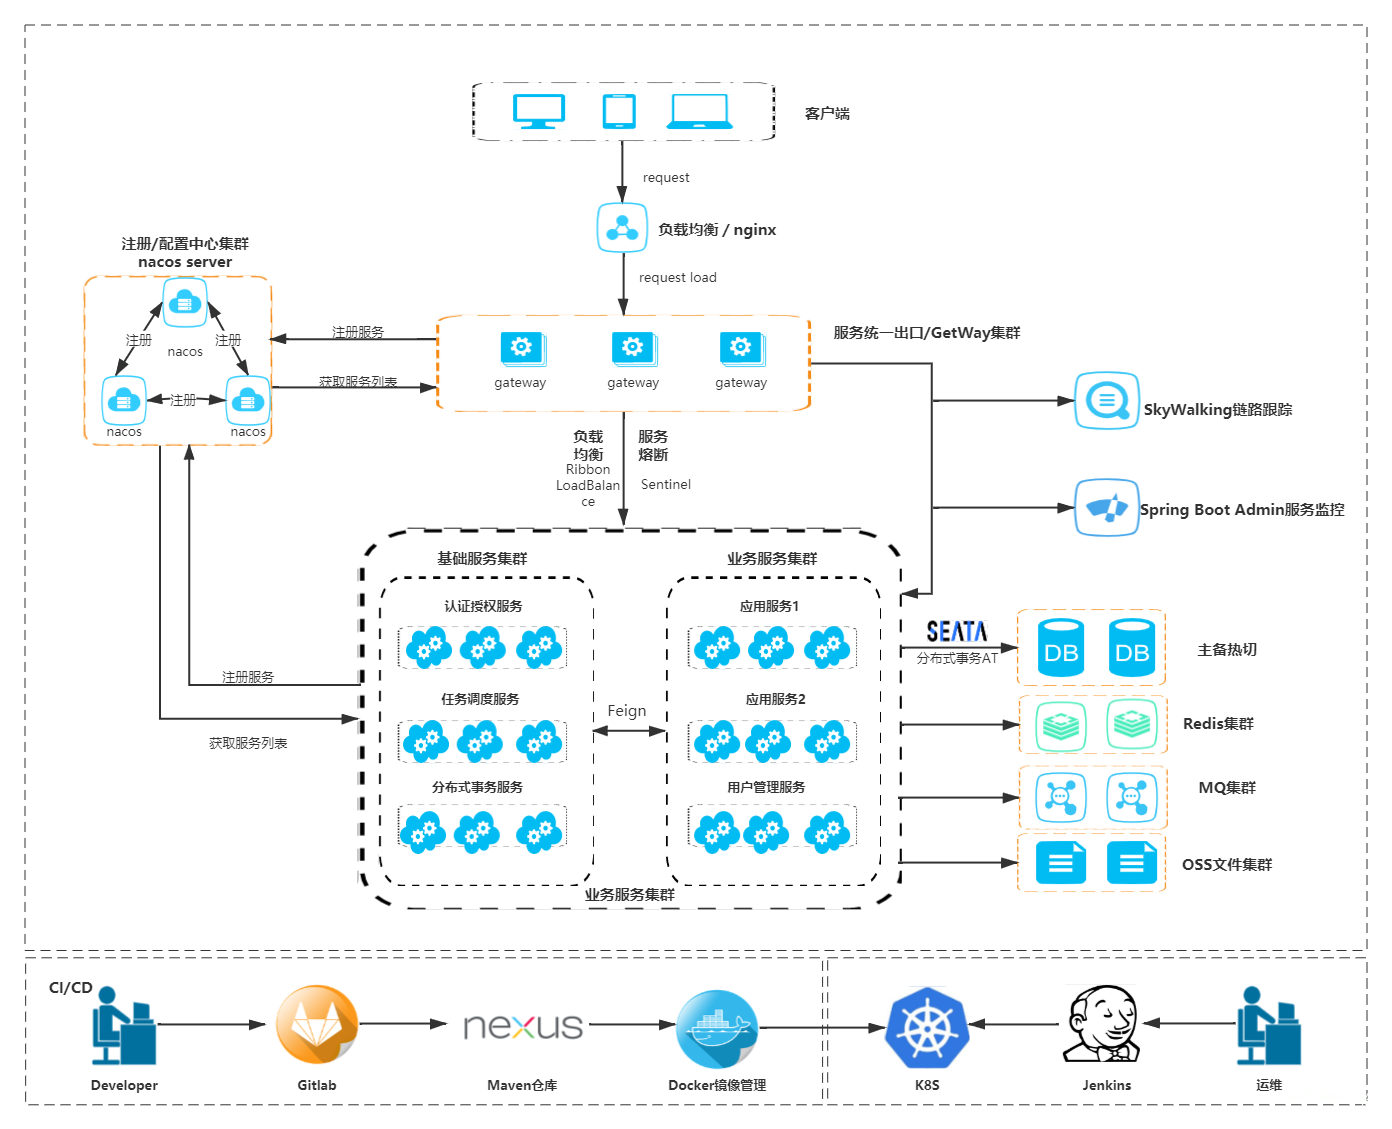 客户端
request
负载均衡 / nginx
request load
注册/配置中心集群
nacos server
注册
注册
nacos
注册
nacos
nacos
注册服务
获取服务列表
gateway
gateway
gateway
服务统一出口/GetWay集群
SkyWalking链路跟踪
Spring Boot Admin服务监控
负载
均衡
Ribbon
LoadBalan
ce
服务
熔断
Sentinel
基础服务集群
业务服务集群
认证授权服务
应用服务1
任务调度服务
应用服务2
Feign
分布式事务服务
用户管理服务
业务服务集群
注册服务
获取服务列表
SEATA
分布式事务AT
DB
DB
主备热切
Redis集群
MQ集群
OSS文件集群
CI/CD
nexus
Developer
Gitlab
Maven仓库
Docker镜像管理
K8S
Jenkins
运维